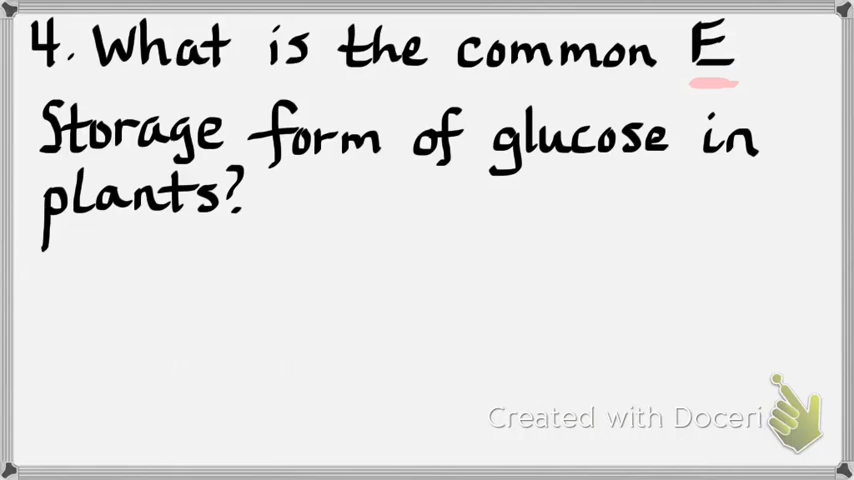 4. What is the common E
Storage form of glucose in
plants?
Created with Doceri